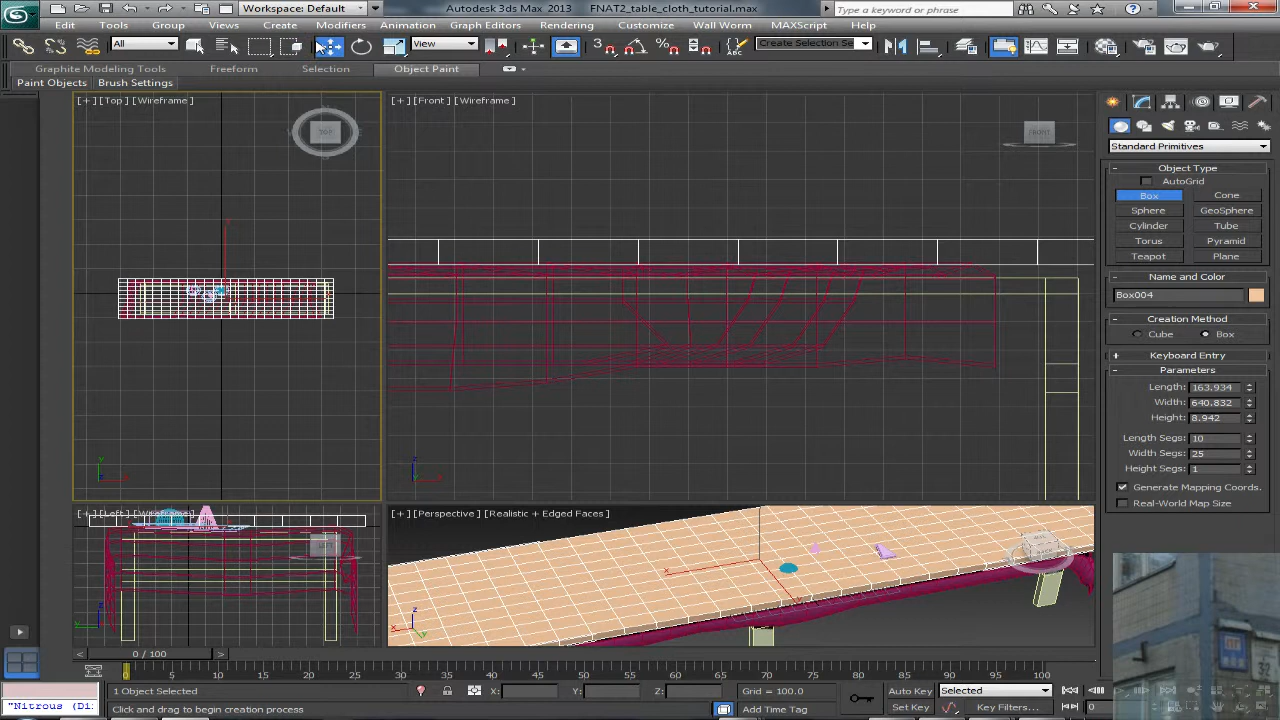 Workspace: Default
Autodesk 3ds Max 2013 FNAT2_table_cloth_tutorial.max
Type a keyword or phrase
Edit Tools Group Views Create Modifiers Animation Graph Editors Rendering Customize Wall Worm MAXScript Help
All View Create Selection Se
Graphite Modeling Tools Freeform Selection Object Paint
Paint Objects Brush Settings
[ + ] [ Top ] [ Wireframe ]
TOP
[ + ] [ Front ] [ Wireframe ]
FRONT
Standard Primitives
Object Type
AutoGrid
Box Cone
Sphere GeoSphere
Cylinder Tube
Torus Pyramid
Teapot Plane
Name and Color
Box004
Creation Method
Cube Box
Keyboard Entry
Parameters
Length: 163.934
Width: 640.832
Height: 8.942
Length Segs: 10
Width Segs: 25
Height Segs: 1
Generate Mapping Coords.
Real-World Map Size
[ + ] [ Left ] [ Wireframe ]
LEFT
[ + ] [ Perspective ] [ Realistic + Edged Faces ]
0 / 100
0 5 10 15 20 25 30 35 40 45 50 55 60 65 70 75 80 85 90 95 100
1 Object Selected X: Y: Z: Grid = 100.0 Auto Key Selected
"Nitrous (Di: Click and drag to begin creation process Add Time Tag Set Key Key Filters... 0
32